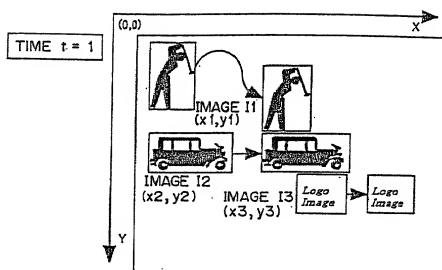 (0,0)
X
TIME t = 1
IMAGE I1
(x1,y1)
IMAGE I2
(x2,y2)
IMAGE I3
(x3,y3)
Logo
Image
Logo
Image
Y